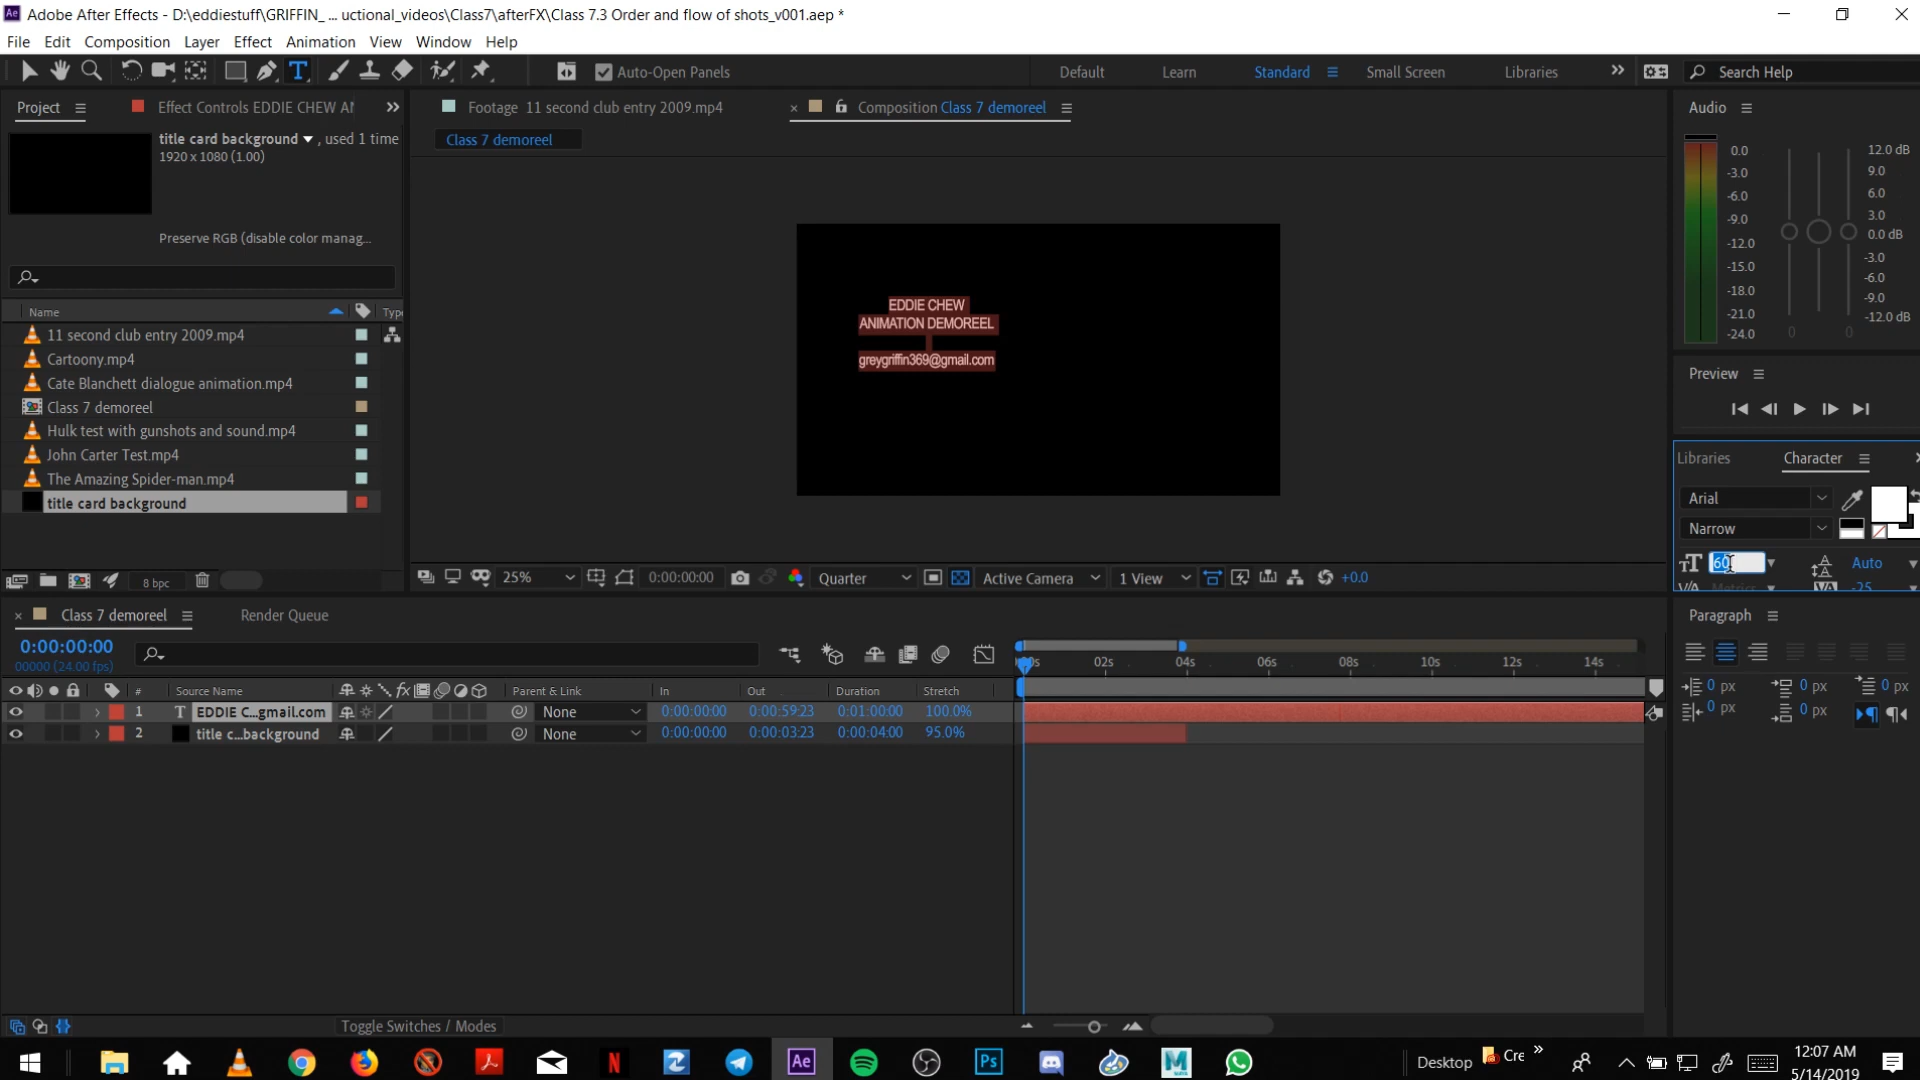 Adobe After Effects - D:\eddiestuff\GRIFFIN_ ... uctional_videos\Class7\afterFX\Class 7.3 Order and flow of shots_v001.aep *
File Edit Composition Layer Effect Animation View Window Help
Auto-Open Panels
Default Learn Standard Small Screen Libraries Search Help
Project Effect Controls EDDIE CHEW AN
Footage 11 second club entry 2009.mp4
Composition Class 7 demoreel
Audio
title card background , used 1 time
1920 x 1080 (1.00)
Preserve RGB (disable color manag...
Class 7 demoreel
0.0
-3.0
-6.0
-9.0
-12.0
-15.0
-18.0
-21.0
-24.0
12.0 dB
9.0
6.0
3.0
0.0 dB
-3.0
-6.0
-9.0
-12.0 dB
0 0
Name Type
11 second club entry 2009.mp4
Cartoony.mp4
Cate Blanchett dialogue animation.mp4
Class 7 demoreel
Hulk test with gunshots and sound.mp4
John Carter Test.mp4
The Amazing Spider-man.mp4
title card background
EDDIE CHEW
ANIMATION DEMOREEL
greygriffin369@gmail.com
Preview
Libraries Character
Arial
Narrow
60 Auto
Metrics -25
8 bpc
25% 0:00:00:00 Quarter Active Camera 1 View +0.0
Class 7 demoreel Render Queue
0:00:00:00
00000 (24.00 fps)
# Source Name Parent & Link In Out Duration Stretch
02s 04s 06s 08s 10s 12s 14s
1 T EDDIE C...gmail.com None 0:00:00:00 0:00:59:23 0:01:00:00 100.0%
2 title c...background None 0:00:00:00 0:00:03:23 0:00:04:00 95.0%
Paragraph
0 px 0 px 0 px
0 px 0 px
Toggle Switches / Modes
Desktop Cre
12:07 AM
5/14/2019